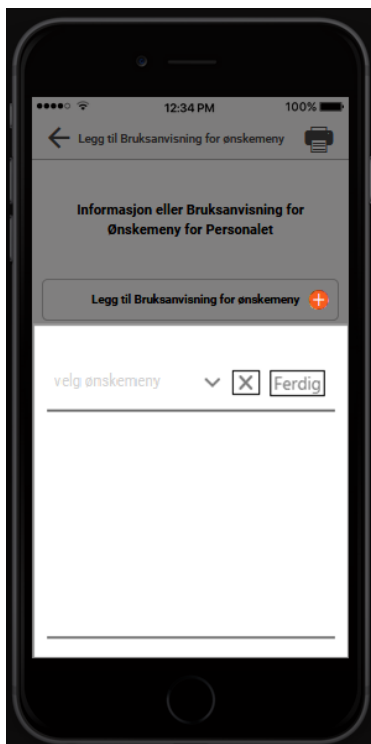 12:34 PM 100%
Legg til Bruksanvisning for ønskemeny
Informasjon eller Bruksanvisning for
Ønskemeny for Personalet
Legg til Bruksanvisning for ønskemeny
velg ønskemeny Ferdig